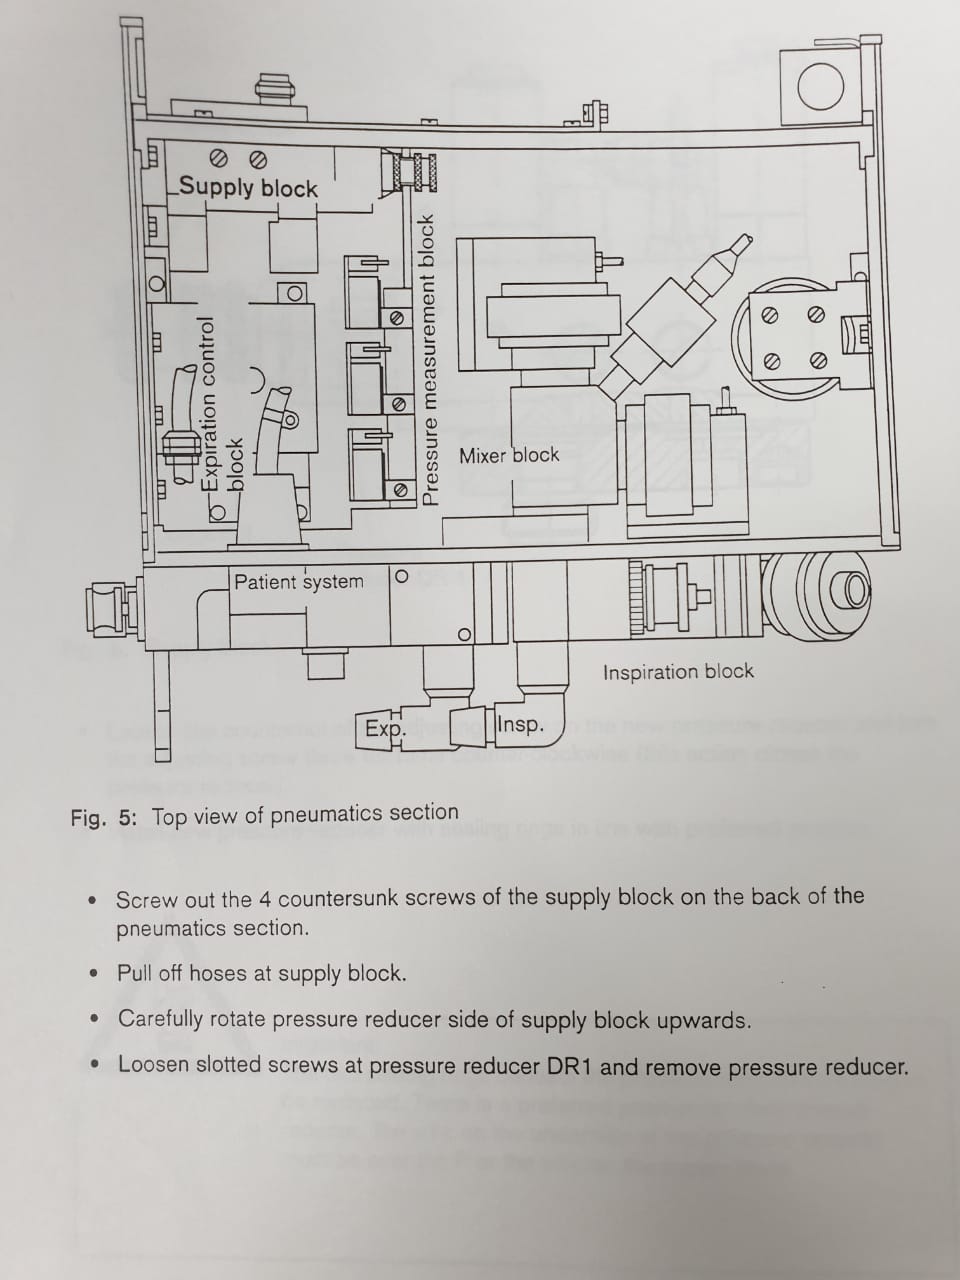 Supply block
Pressure measurement block
Expiration control
block
Mixer block
Patient system
Inspiration block
Exp.
Insp.
Fig. 5: Top view of pneumatics section
• Screw out the 4 countersunk screws of the supply block on the back of the
pneumatics section.
• Pull off hoses at supply block.
• Carefully rotate pressure reducer side of supply block upwards.
• Loosen slotted screws at pressure reducer DR1 and remove pressure reducer.